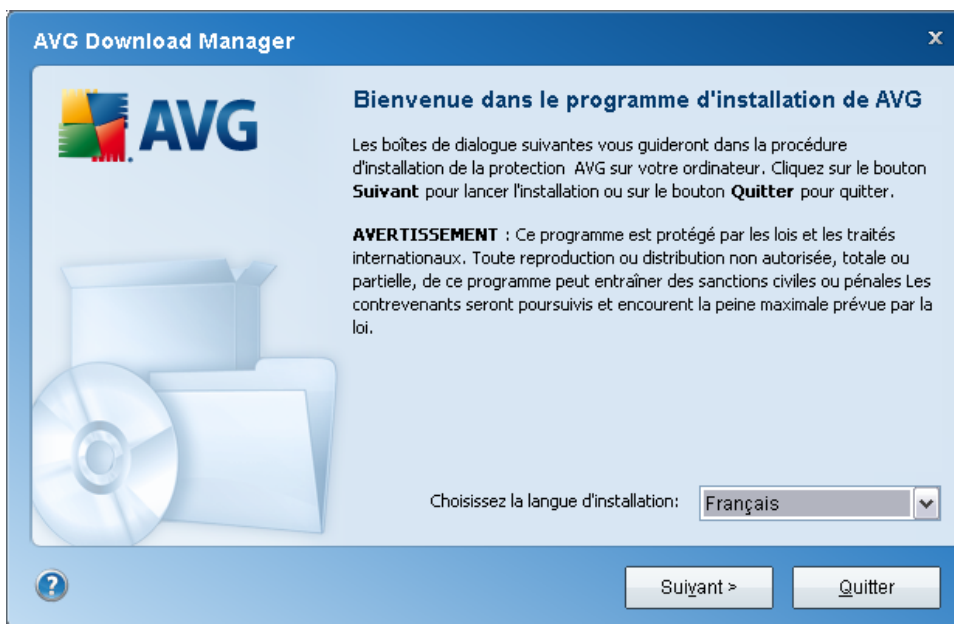 AVG Download Manager
x
AVG
Bienvenue dans le programme d'installation de AVG
Les boîtes de dialogue suivantes vous guideront dans la procédure
d'installation de la protection AVG sur votre ordinateur. Cliquez sur le bouton
Suivant pour lancer l'installation ou sur le bouton Quitter pour quitter.
AVERTISSEMENT : Ce programme est protégé par les lois et les traités
internationaux. Toute reproduction ou distribution non autorisée, totale ou
partielle, de ce programme peut entraîner des sanctions civiles ou pénales Les
contrevenants seront poursuivis et encourent la peine maximale prévue par la
loi.
Choisissez la langue d'installation:
Français
?
Suivant >
Quitter